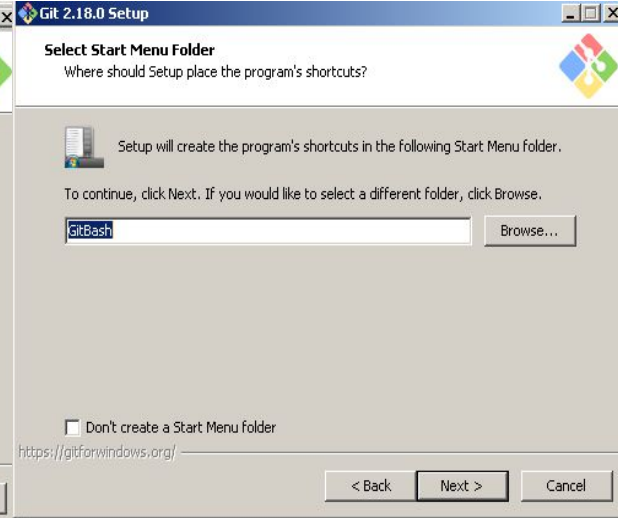 Git 2.18.0 Setup
Select Start Menu Folder
Where should Setup place the program's shortcuts?
Setup will create the program's shortcuts in the following Start Menu folder.
To continue, click Next. If you would like to select a different folder, click Browse.
GitBash
Browse...
Don't create a Start Menu folder
https://gitforwindows.org/
< Back
Next >
Cancel